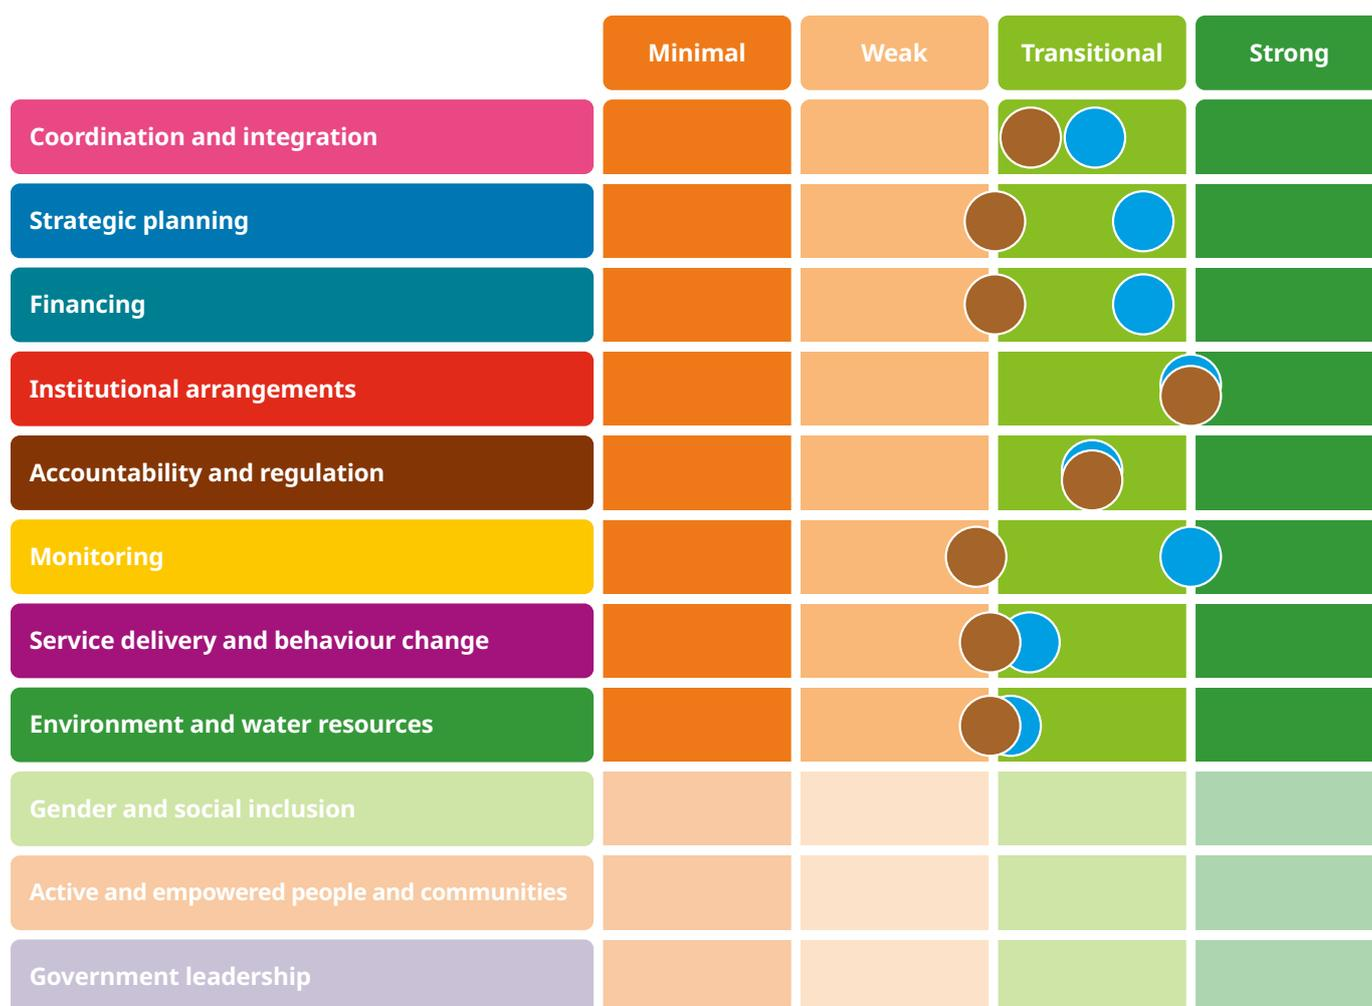 Minimal
Weak
Transitional
Strong
Coordination and integration
Strategic planning
Financing
Institutional arrangements
Accountability and regulation
Monitoring
Service delivery and behaviour change
Environment and water resources
Gender and social inclusion
Active and empowered people and communities
Government leadership